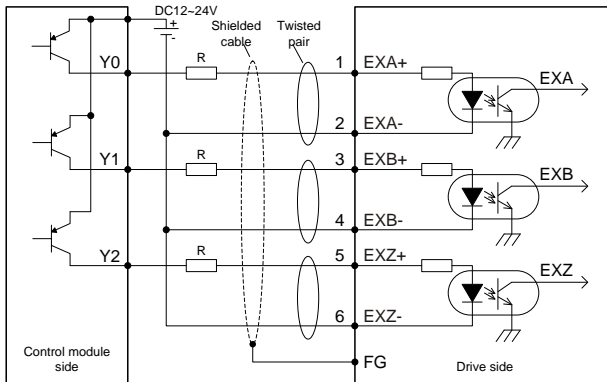 DC12~24V
+
-
Shielded
cable
Twisted
pair
Y0
R
1
EXA+
EXA
2
EXA-
Y1
R
3
EXB+
EXB
4
EXB-
Y2
R
5
EXZ+
EXZ
6
EXZ-
FG
Control module
side
Drive side